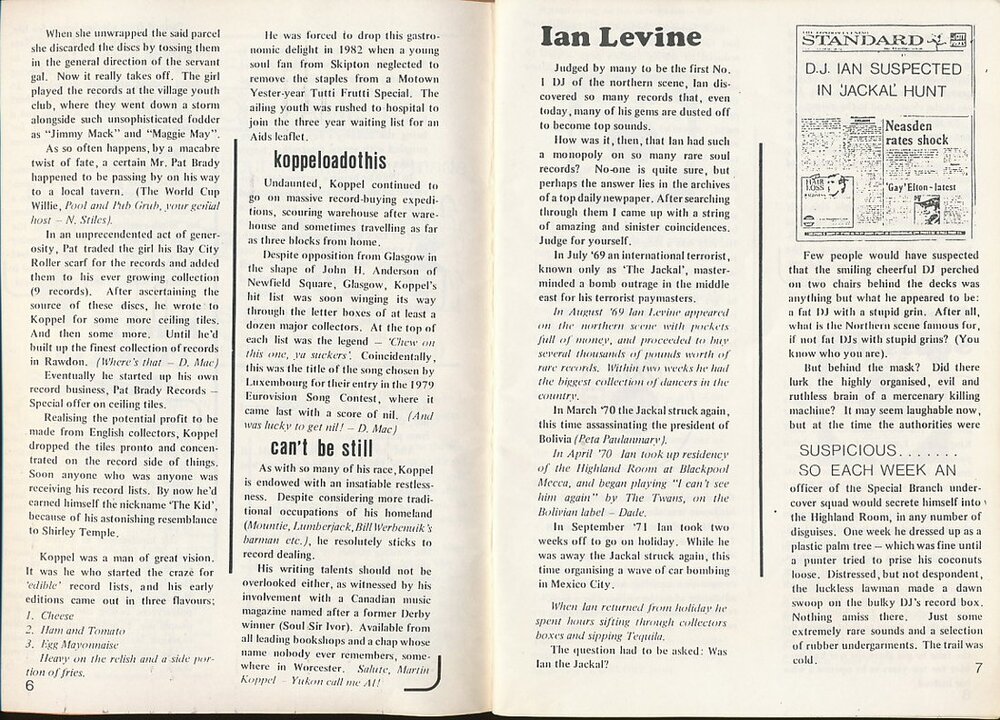 When she unwrapped the said parcel
she discarded the discs by tossing them
in the general direction of the servant
gal. Now it really takes off. The girl
played the records at the village youth
club, where they went down a storm
alongside such unsophisticated fodder
as “Jimmy Mack” and “Maggie May”.
As so often happens, by a macabre
twist of fate, a certain Mr. Pat Brady
happened to be passing by on his way
to a local tavern. (The World Cup
Willie, Pool and Pub Grub, your genial
host – N. Stiles).
In an unprecendented act of gener-
osity, Pat traded the girl his Bay City
Roller scarf for the records and added
them to his ever growing collection
(9 records). After ascertaining the
source of these discs, he wrote to
Koppel for some more ceiling tiles.
And then some more. Until he’d
built up the finest collection of records
in Rawdon. (Where’s that – D. Mac)
Eventually he started up his own
record business, Pat Brady Records –
Special offer on ceiling tiles.
Realising the potential profit to be
made from English collectors, Koppel
dropped the tiles pronto and concen-
trated on the record side of things.
Soon anyone who was anyone was
receiving his record lists. By now he’d
earned himself the nickname ‘The Kid’,
because of his astonishing resemblance
to Shirley Temple.
Koppel was a man of great vision.
It was he who started the craze for
‘edible’ record lists, and his early
editions came out in three flavours;
1. Cheese
2. Ham and Tomato
3. Egg Mayonnaise
Heavy on the relish and a side por-
tion of fries.
6
He was forced to drop this gastro-
nomic delight in 1982 when a young
soul fan from Skipton neglected to
remove the staples from a Motown
Yester-year Tutti Frutti Special. The
ailing youth was rushed to hospital to
join the three year waiting list for an
Aids leaflet.
koppeloadothis
Undaunted, Koppel continued to
go on massive record-buying expedi-
tions, scouring warehouse after ware-
house and sometimes travelling as far
as three blocks from home.
Despite opposition from Glasgow in
the shape of John H. Anderson of
Newfield Square, Glasgow, Koppel’s
hit list was soon winging its way
through the letter boxes of at least a
dozen major collectors. At the top of
each list was the legend – ‘Chew on
this one, ya suckers’. Coincidentally,
this was the title of the song chosen by
Luxembourg for their entry in the 1979
Eurovision Song Contest, where it
came last with a score of nil. (And
was lucky to get nil! – D. Mac)
can’t be still
As with so many of his race, Koppel
is endowed with an insatiable restless-
ness. Despite considering more tradi-
tional occupations of his homeland
(Mountie, Lumberjack, Bill Werbenuik’s
barman etc.), he resolutely sticks to
record dealing.
His writing talents should not be
overlooked either, as witnessed by his
involvement with a Canadian music
magazine named after a former Derby
winner (Soul Sir Ivor). Available from
all leading bookshops and a chap whose
name nobody ever remembers, some-
where in Worcester. Salute, Martin
Koppel – Yukon call me Al!
Ian Levine
Judged by many to be the first No.
1 DJ of the northern scene, Ian dis-
covered so many records that, even
today, many of his gems are dusted off
to become top sounds.
How was it, then, that Ian had such
a monopoly on so many rare soul
records? No-one is quite sure, but
perhaps the answer lies in the archives
of a top daily newspaper. After searching
through them I came up with a string
of amazing and sinister coincidences.
Judge for yourself.
In July ’69 an international terrorist,
known only as ‘The Jackal’, master-
minded a bomb outrage in the middle
east for his terrorist paymasters.
In August ’69 Ian Levine appeared
on the northern scene with pockets
full of money, and proceeded to buy
several thousands of pounds worth of
rare records. Within two weeks he had
the biggest collection of dancers in the
country.
In March ’70 the Jackal struck again,
this time assassinating the president of
Bolivia (Peta Paulannary).
In April ’70 Ian took up residency
of the Highland Room at Blackpool
Mecca, and began playing “I can’t see
him again” by The Twans, on the
Bolivian label – Dade.
In September ’71 Ian took two
weeks off to go on holiday. While he
was away the Jackal struck again, this
time organising a wave of car bombing
in Mexico City.
When Ian returned from holiday he
spent hours sifting through collectors
boxes and sipping Tequila.
The question had to be asked: Was
Ian the Jackal?
STANDARD
D.J. IAN SUSPECTED
IN ‘JACKAL’ HUNT
Neasden
rates shock
HAIR
LOSS
‘Gay’ Elton – latest
Few people would have suspected
that the smiling cheerful DJ perched
on two chairs behind the decks was
anything but what he appeared to be:
a fat DJ with a stupid grin. After all,
what is the Northern scene famous for,
if not fat DJs with stupid grins? (You
know who you are).
But behind the mask? Did there
lurk the highly organised, evil and
ruthless brain of a mercenary killing
machine? It may seem laughable now,
but at the time the authorities were
SUSPICIOUS.......
SO EACH WEEK AN
officer of the Special Branch under-
cover squad would secrete himself into
the Highland Room, in any number of
disguises. One week he dressed up as a
plastic palm tree – which was fine until
a punter tried to prise his coconuts
loose. Distressed, but not despondent,
the luckless lawman made a dawn
swoop on the bulky DJ’s record box.
Nothing amiss there. Just some
extremely rare sounds and a selection
of rubber undergarments. The trail was
cold.
7